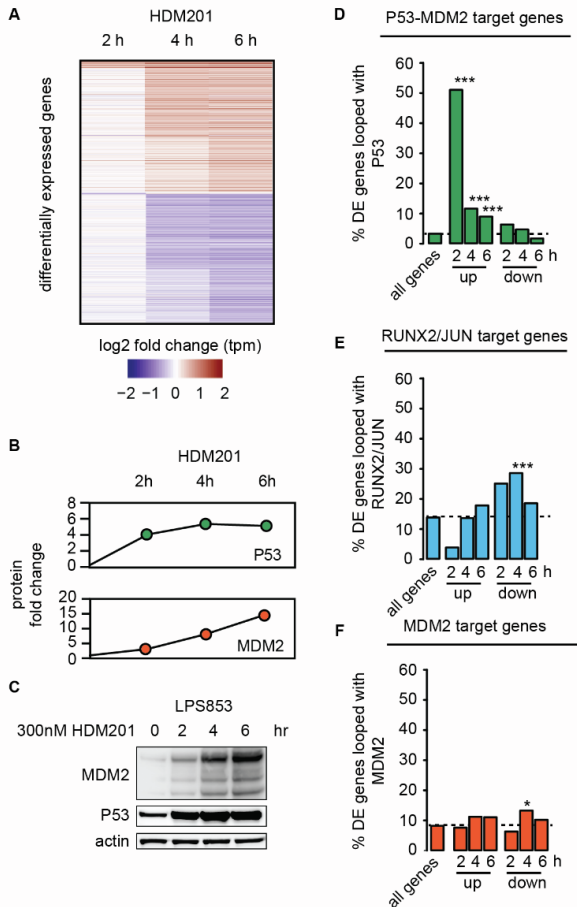 A
HDM201
2 h 4 h 6 h
differentially expressed genes
log2 fold change (tpm)
−2 −1 0 1 2
B
HDM201
2h 4h 6h
protein
fold change
8
6
4
2
0
P53
20
15
10
5
0
MDM2
C
LPS853
300nM HDM201 0 2 4 6 hr
MDM2
P53
actin
D
P53-MDM2 target genes
% DE genes looped with
P53
60
50
40
30
20
10
0
***
***
***
all genes
2 4 6 2 4 6 h
up down
E
RUNX2/JUN target genes
% DE genes looped with
RUNX2/JUN
60
50
40
30
20
10
0
***
all genes
2 4 6 2 4 6 h
up down
F
MDM2 target genes
% DE genes looped with
MDM2
60
50
40
30
20
10
0
*
all genes
2 4 6 2 4 6 h
up down